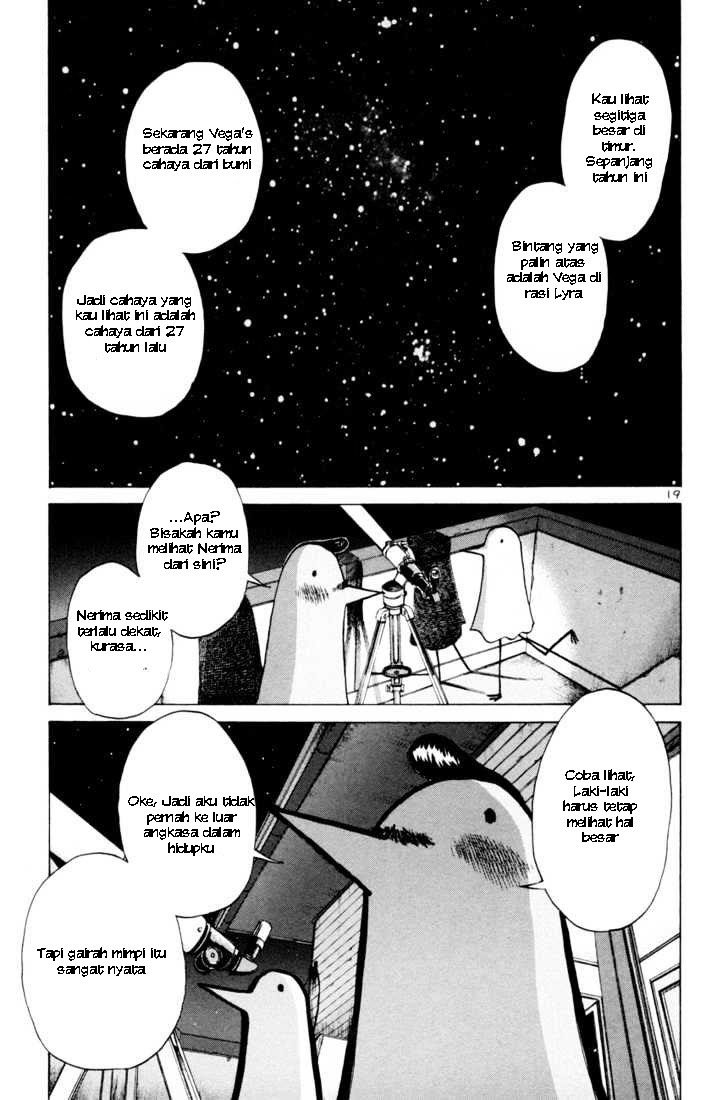 Kau lihat
segitiga
besar di
timur.
Sepanjang
tahun ini
Bintang yang
palin atas
adalah Vega di
rasi Lyra
Sekarang Vega's
berada 27 tahun
cahaya dari bumi
Jadi cahaya yang
kau lihat ini adalah
cahaya dari 27
tahun lalu
19
...Apa?
Bisakah kamu
melihat Nerima
dari sini?
Nerima sedikit
terlalu dekat,
kurasa...
Coba lihat,
Laki-laki
harus tetap
melihat hal
besar
Oke, Jadi aku tidak
pernah ke luar
angkasa dalam
hidupku
Tapi gairah mimpi itu
sangat nyata